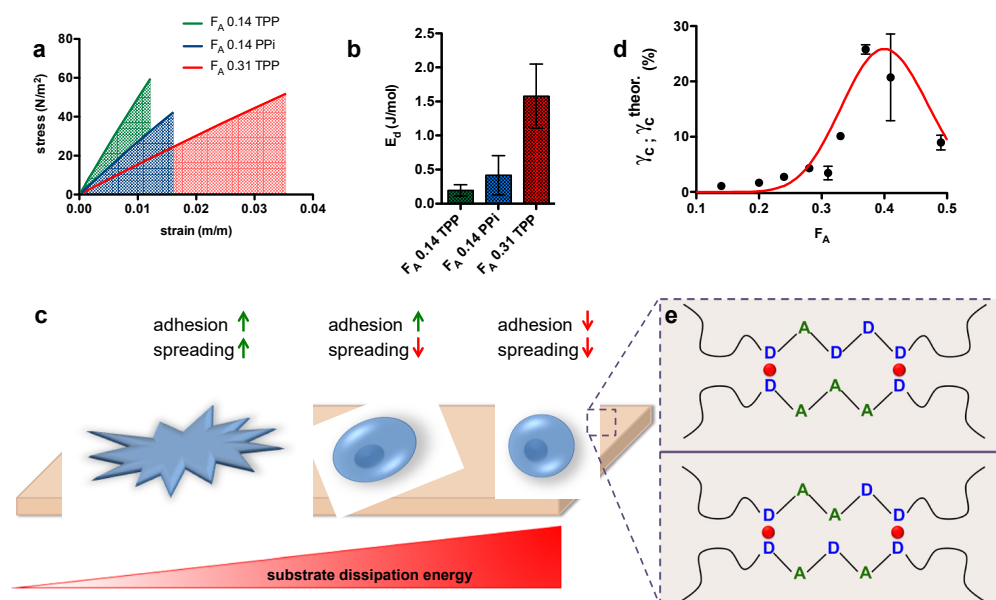 a
F_A 0.14 TPP
F_A 0.14 PPi
F_A 0.31 TPP
stress (N/m²)
80
60
40
20
0
0.00 0.01 0.02 0.03 0.04
strain (m/m)
b
E_d (J/mol)
2.5
2.0
1.5
1.0
0.5
0.0
F_A 0.14 TPP
F_A 0.14 PPi
F_A 0.31 TPP
d
γ_C ; γ_C^theor. (%)
30
20
10
0
0.1 0.2 0.3 0.4 0.5
F_A
c
adhesion ↑
spreading ↑
adhesion ↑
spreading ↓
adhesion ↓
spreading ↓
substrate dissipation energy
e
A D
D D D
D D
A A A
A D
D A D
D D D
A A